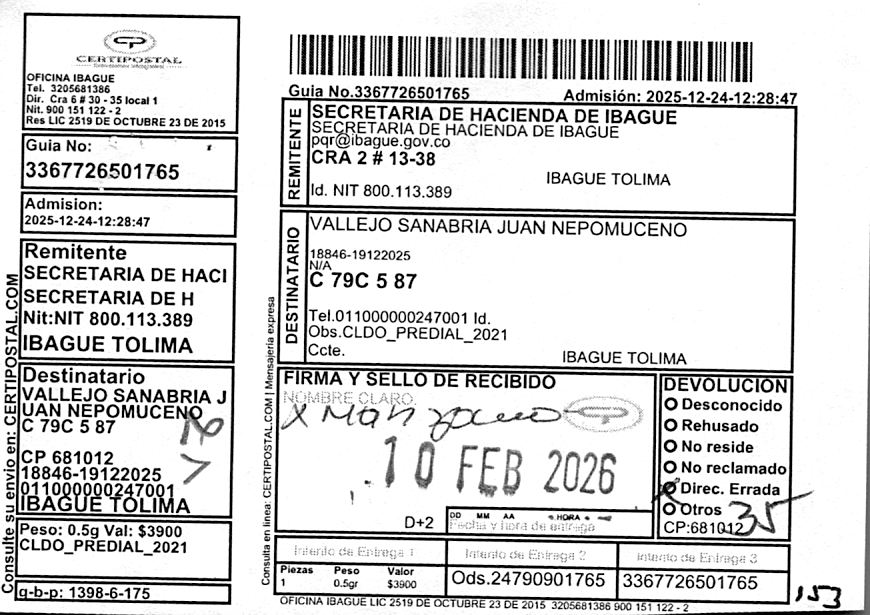 CERTIPOSTAL
OFICINA IBAGUE
Tel. 3205681386
Dir. Cra 6 # 30 - 35 local 1
Nit. 900 151 122 - 2
Res LIC 2519 DE OCTUBRE 23 DE 2015
Guia No:
3367726501765
Admision:
2025-12-24-12:28:47
Remitente
SECRETARIA DE HACI
SECRETARIA DE H
Nit:NIT 800.113.389
IBAGUE TOLIMA
Destinatario
VALLEJO SANABRIA J
UAN NEPOMUCENO
C 79C 5 87
CP 681012
18846-19122025
011000000247001
IBAGUE TOLIMA
Peso: 0.5g Val: $3900
CLDO_PREDIAL_2021
g-b-p: 1398-6-175
Consulte su envio en: CERTIPOSTAL.COM
Guia No.3367726501765
Admisión: 2025-12-24-12:28:47
REMITENTE
SECRETARIA DE HACIENDA DE IBAGUE
SECRETARIA DE HACIENDA DE IBAGUE
pqr@ibague.gov.co
CRA 2 # 13-38
IBAGUE TOLIMA
Id. NIT 800.113.389
DESTINATARIO
VALLEJO SANABRIA JUAN NEPOMUCENO
18846-19122025
N/A
C 79C 5 87
Tel.011000000247001 Id.
Obs.CLDO_PREDIAL_2021
Ccte.
IBAGUE TOLIMA
Consulta en linea: CERTIPOSTAL.COM | Mensajeria expresa
FIRMA Y SELLO DE RECIBIDO
NOMBRE CLARO:
10 FEB 2026
D+2
DD MM AA HORA
Fecha y hora de entrega
DEVOLUCIÓN
Desconocido
Rehusado
No reside
No reclamado
Direc. Errada
Otros
35
CP:681012
Intento de Entrega 1
Intento de Entrega 2
Intento de Entrega 3
Piezas Peso Valor
1 0.5gr $3900
Ods.24790901765
3367726501765
153
OFICINA IBAGUE LIC 2519 DE OCTUBRE 23 DE 2015 3205681386 900 151 122 - 2